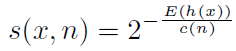 s(x, n) = 2^{-\frac{E(h(x))}{c(n)}}